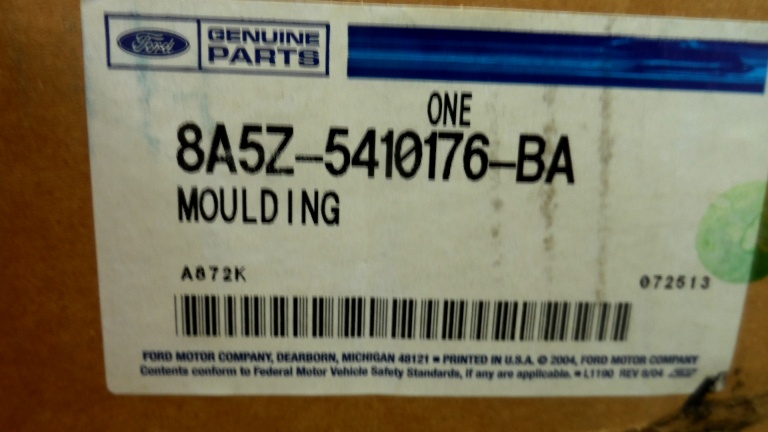 Ford
GENUINE
PARTS
ONE
8A5Z-5410176-BA
MOULDING
A872K
072513
FORD MOTOR COMPANY, DEARBORN, MICHIGAN 48121 ▪ PRINTED IN U.S.A. © 2004, FORD MOTOR COMPANY
Contents conform to Federal Motor Vehicle Safety Standards, if any are applicable. ▪ L1190 REV 6/04